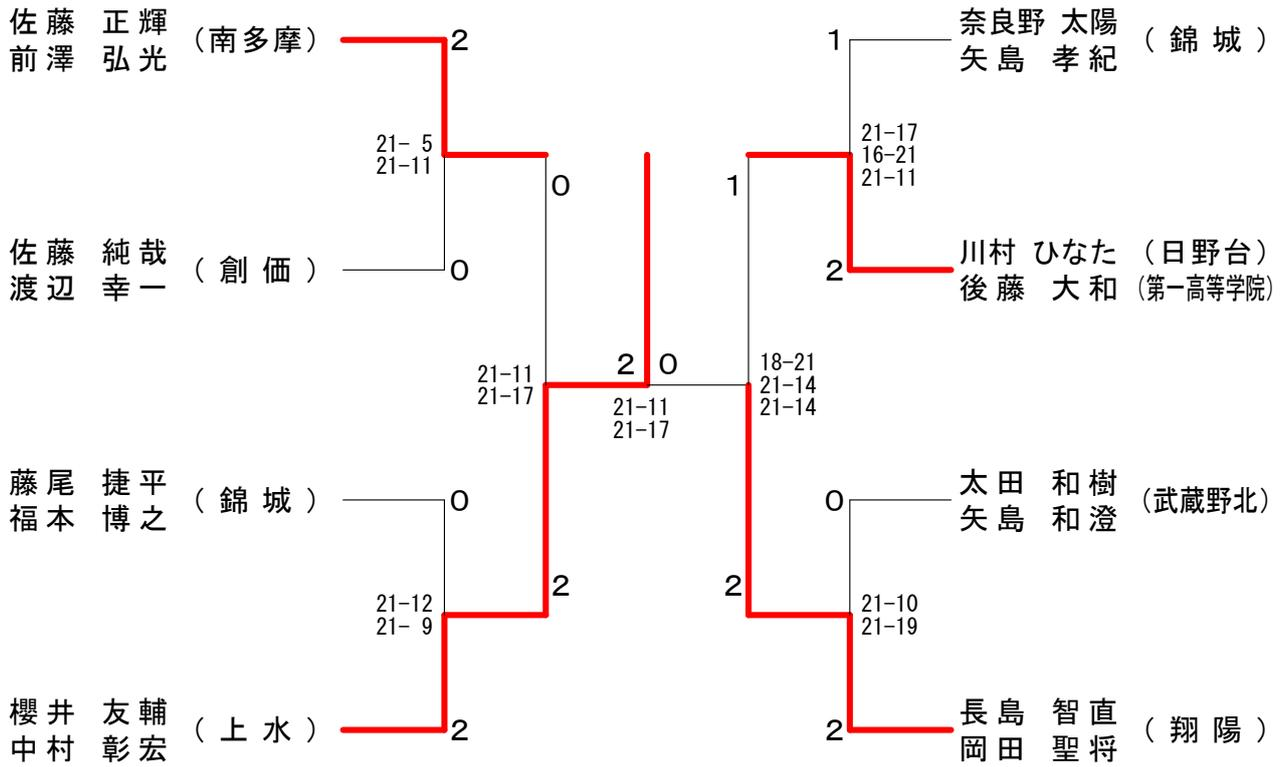 佐藤 正輝 (南多摩)
前澤 弘光
2
21- 5
21-11
0
佐藤 純哉 (創価)
渡辺 幸一
0
21-11
21-17
藤尾 捷平 (錦城)
福本 博之
0
21-12
21- 9
2
櫻井 友輔 (上水)
中村 彰宏
2
2 0
21-11
21-17
1
奈良野 太陽 (錦城)
矢島 孝紀
21-17
16-21
21-11
1
2
川村 ひなた (日野台)
後藤 大和 (第一高等学院)
18-21
21-14
21-14
0
太田 和樹 (武蔵野北)
矢島 和澄
2
21-10
21-19
2
長島 智直 (翔陽)
岡田 聖将